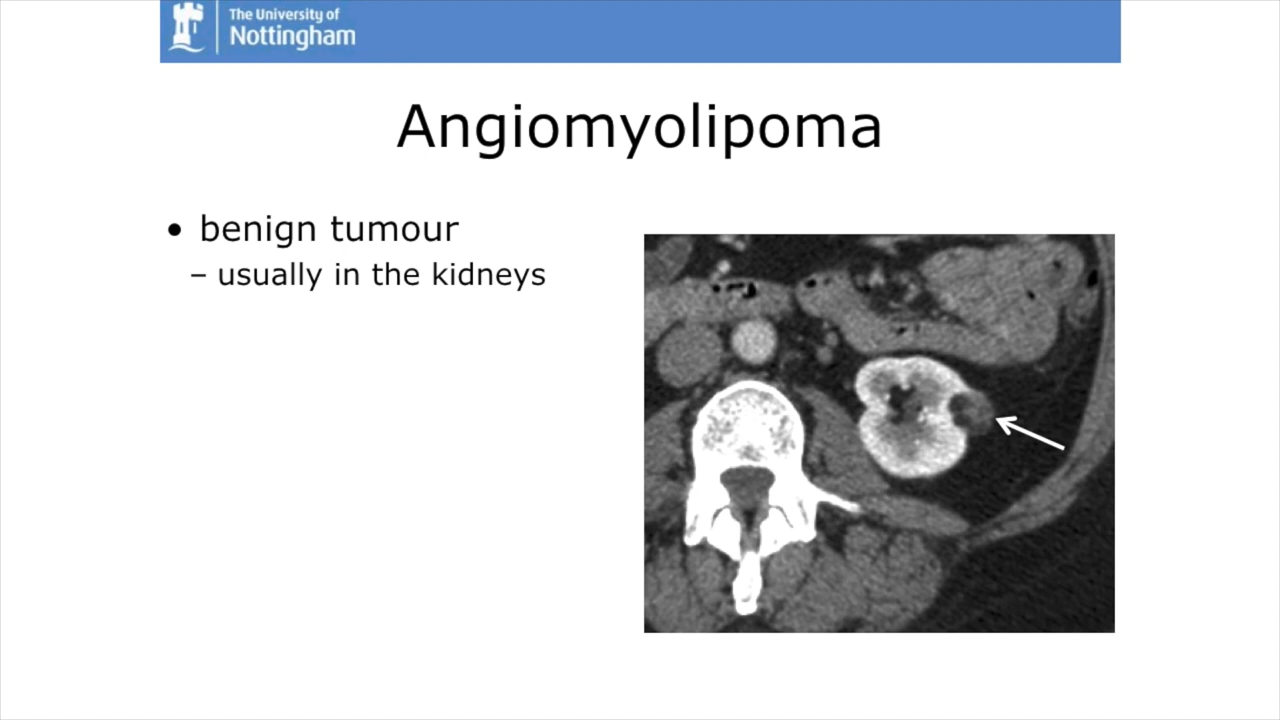 The University of
Nottingham
Angiomyolipoma
• benign tumour
– usually in the kidneys